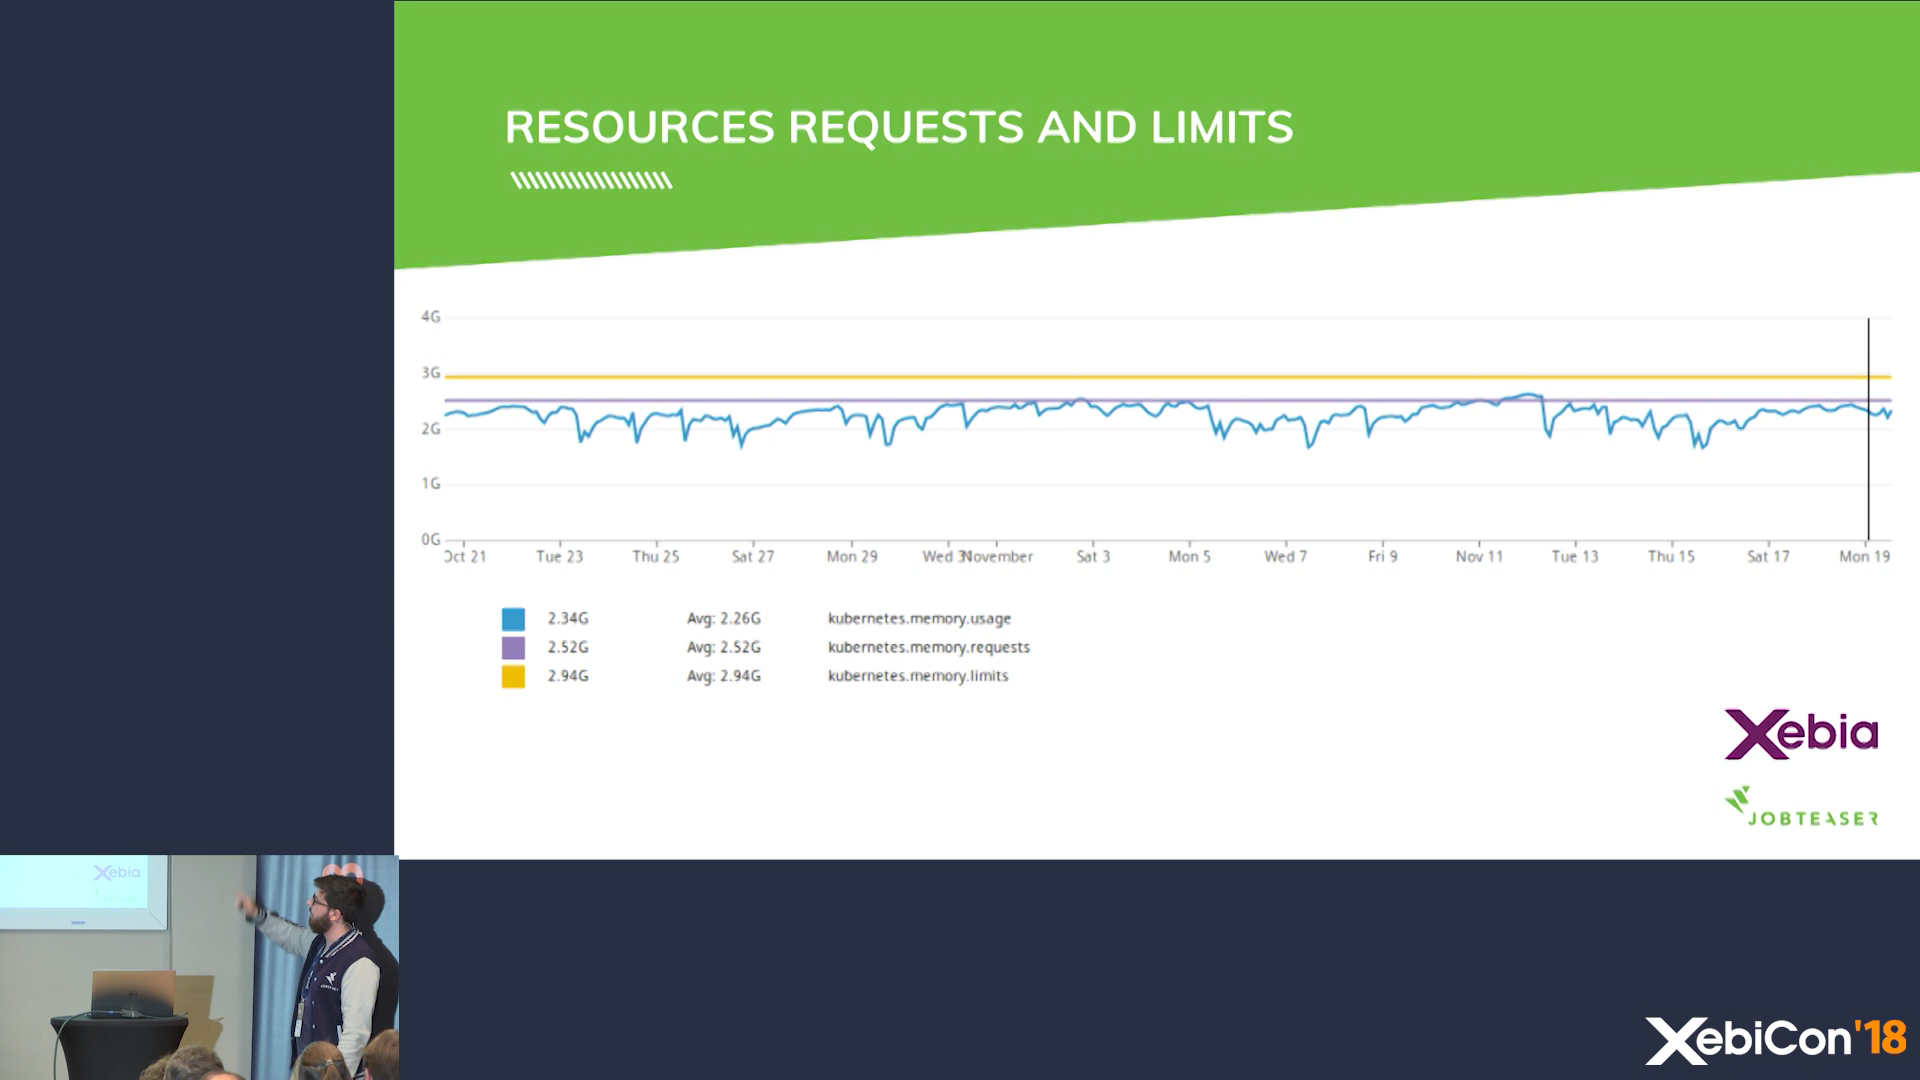 RESOURCES REQUESTS AND LIMITS
4G
3G
2G
1G
0G
Oct 21 Tue 23 Thu 25 Sat 27 Mon 29 Wed 3 November Sat 3 Mon 5 Wed 7 Fri 9 Nov 11 Tue 13 Thu 15 Sat 17 Mon 19
2.34G Avg: 2.26G kubernetes.memory.usage
2.52G Avg: 2.52G kubernetes.memory.requests
2.94G Avg: 2.94G kubernetes.memory.limits
Xebia
JOBTEASER
Xebia
XebiCon'18